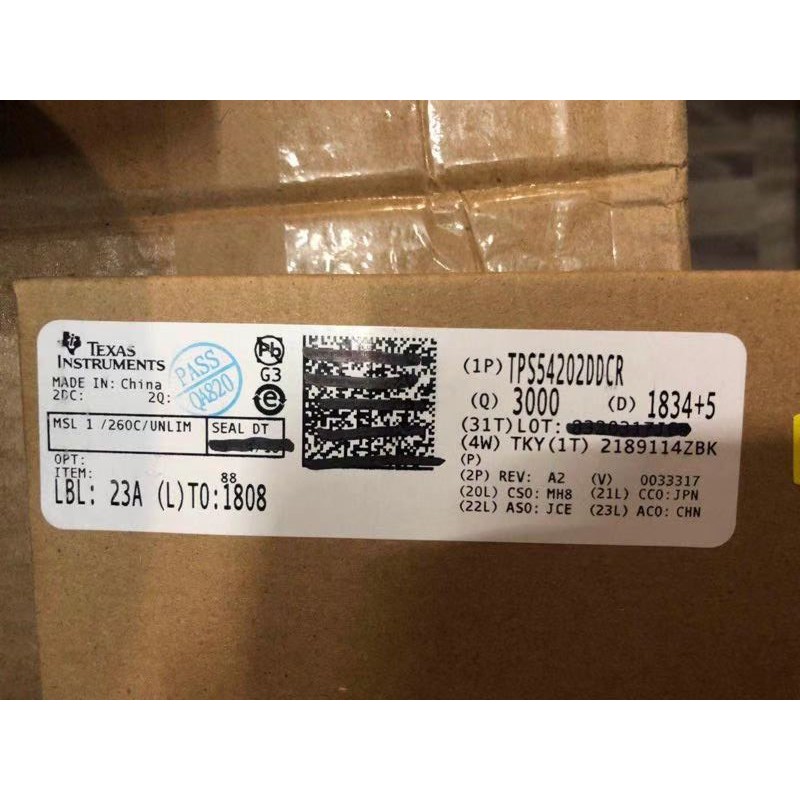 TEXAS
INSTRUMENTS
MADE IN: China
2DC: 2Q:
PASS
QA820
Pb
G3
e
MSL 1 /260C/UNLIM
SEAL DT
OPT:
ITEM:
88
LBL: 23A (L)TO:1808
(1P) TPS54202DDCR
(Q) 3000 (D) 1834+5
(31T) LOT:
(4W) TKY(1T) 2189114ZBK
(P)
(2P) REV: A2 (V) 0033317
(20L) CSO: MH8 (21L) CCO: JPN
(22L) ASO: JCE (23L) ACO: CHN